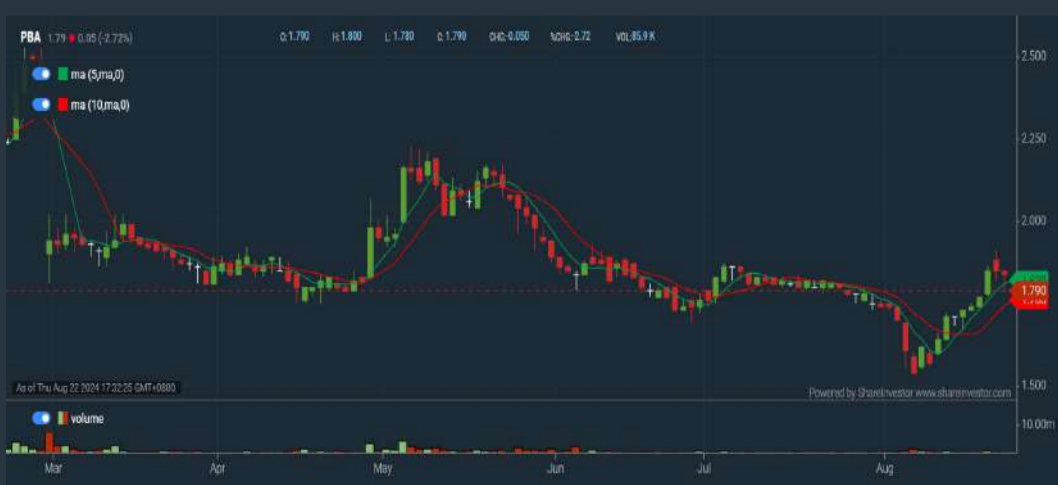 PBA 1.79 0.05 (-2.72%) O:1.790 H:1.800 L: 1.780 C:1.790 CHG:-0.050 %CHG:-2.72 VOL:85.9 K
ma (5,ma,0)
ma (10,ma,0)
2.500
2.250
2.000
1.790
1.500
As of Thu Aug 22 2024 17:32:25 GMT+0800
Powered by ShareInvestor www.shareinvestor.com
volume
10.00m
Mar Apr May Jun Jul Aug